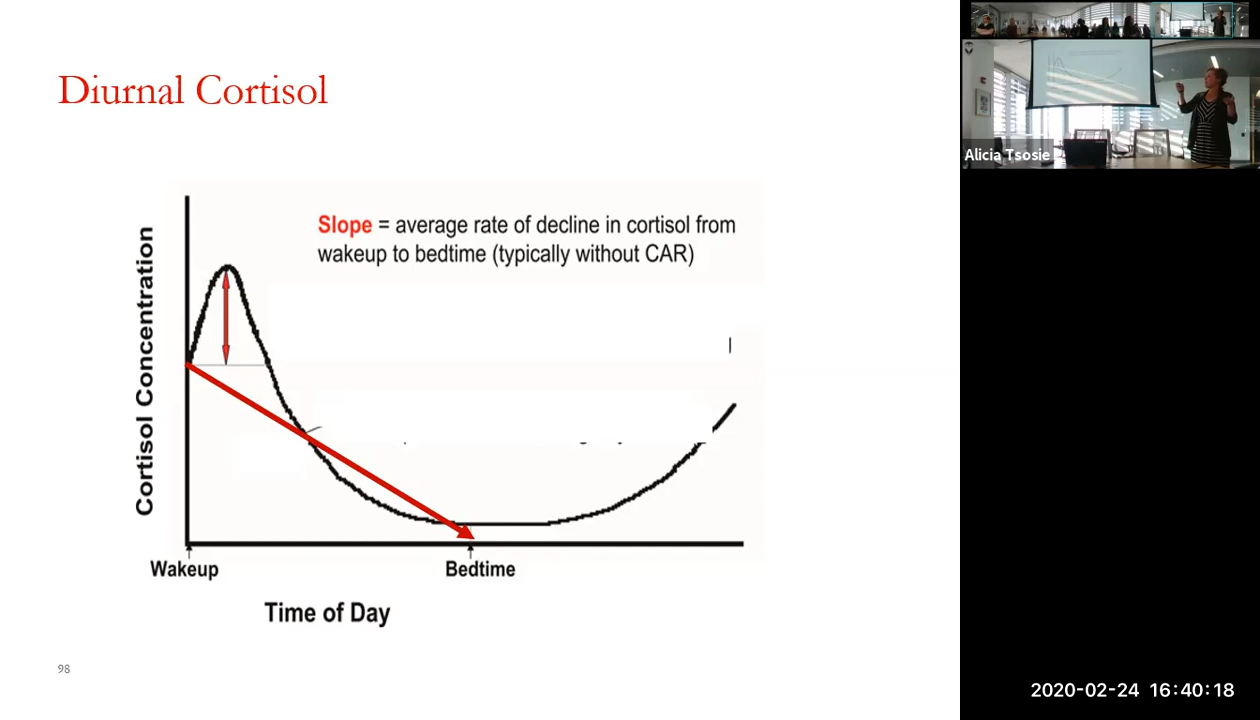 Diurnal Cortisol
Slope = average rate of decline in cortisol from
wakeup to bedtime (typically without CAR)
Cortisol Concentration
Wakeup
Bedtime
Time of Day
98
Alicia Tsosie
2020-02-24 16:40:18